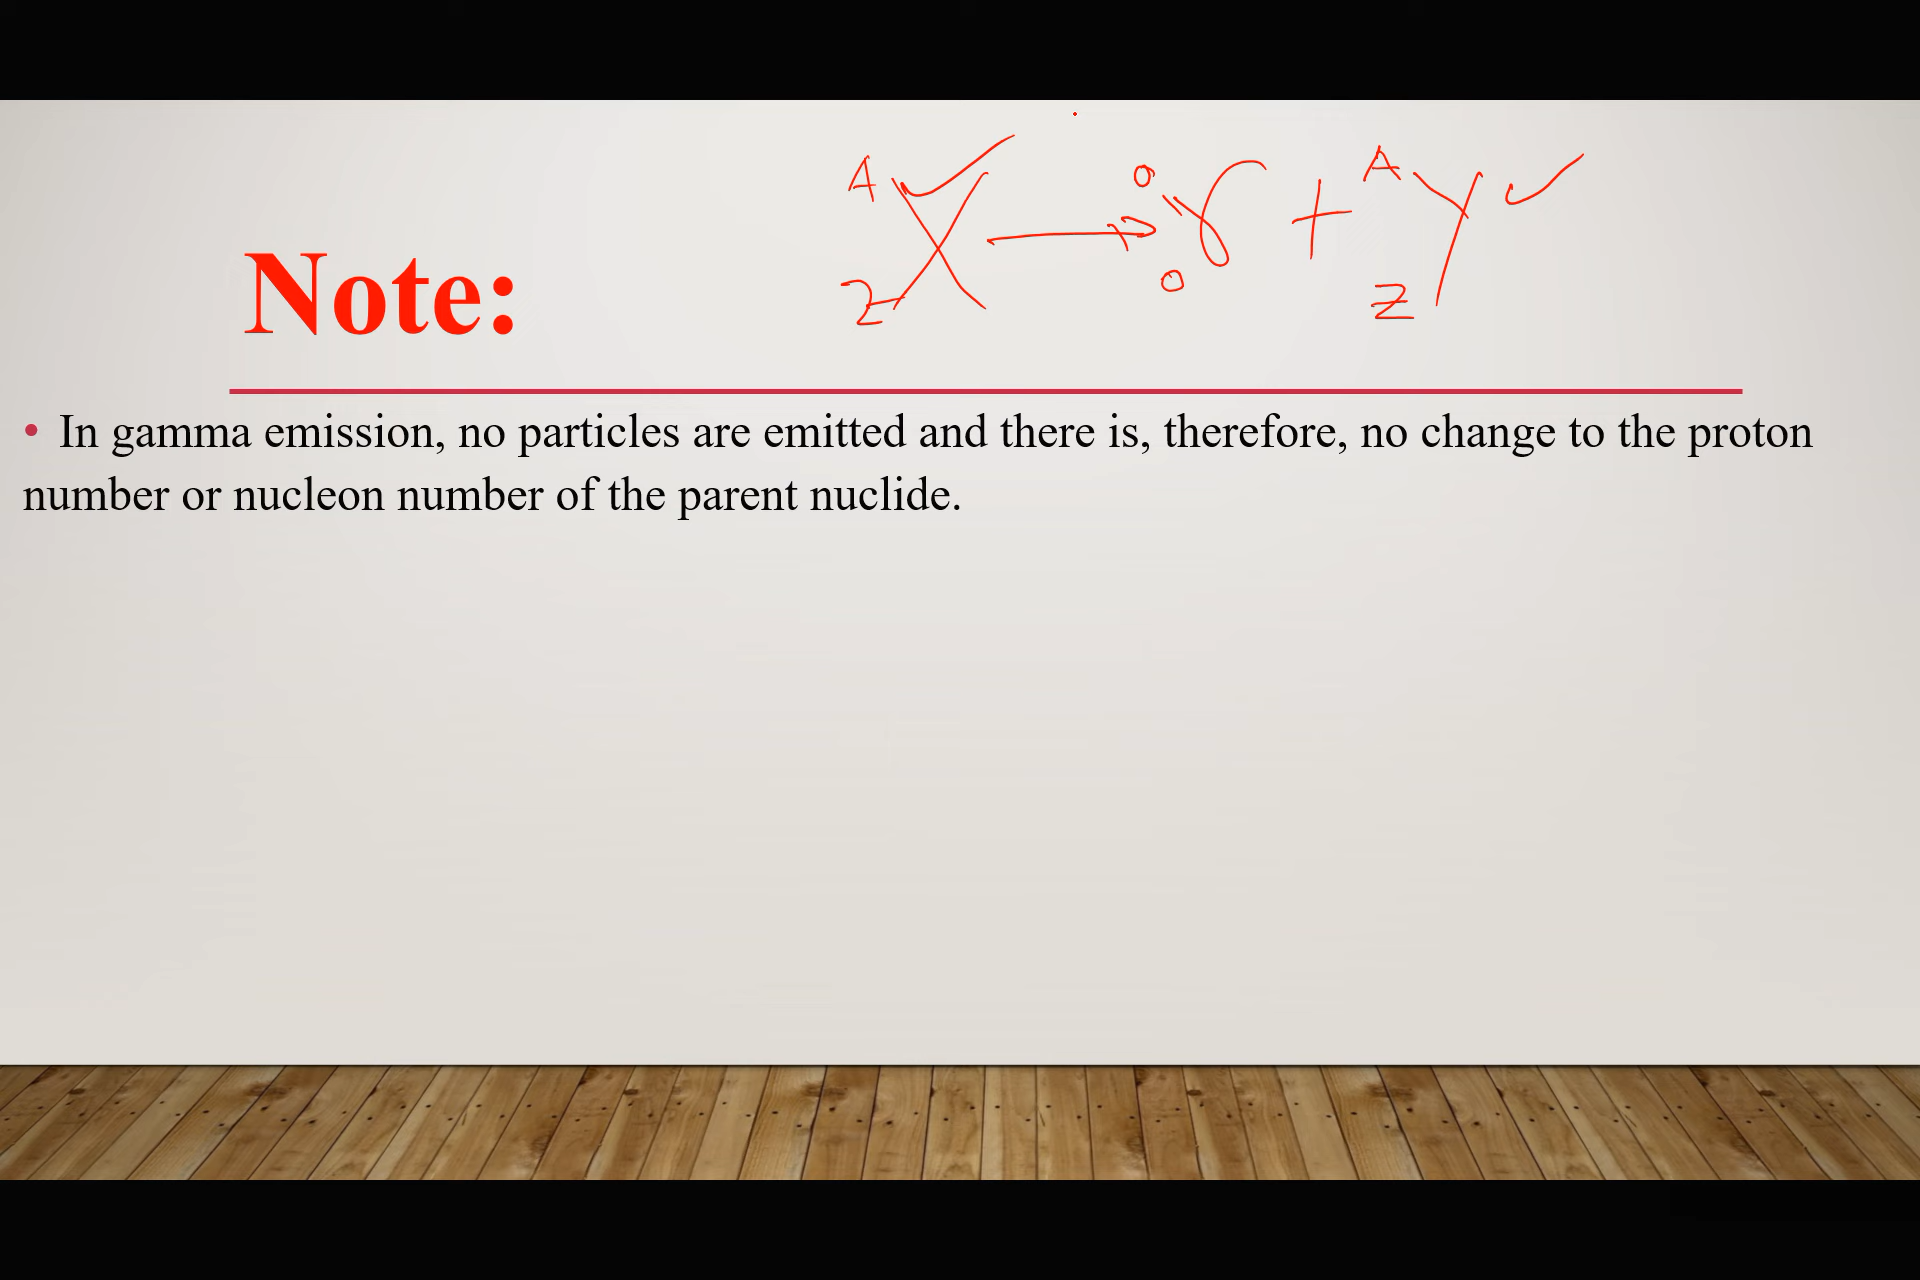 A X → 0 γ + A Y
Z 0 Z
Note:
• In gamma emission, no particles are emitted and there is, therefore, no change to the proton
number or nucleon number of the parent nuclide.